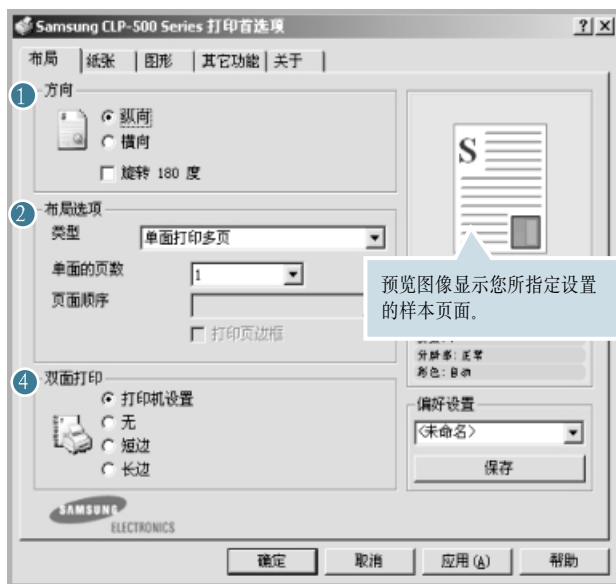 Samsung CLP-500 Series 打印首选项
布局 纸张 图形 其它功能 关于
1 方向
纵向
横向
旋转 180 度
2 布局选项
类型 单面打印多页
单面的页数 1
页面顺序
打印页边框
4 双面打印
打印机设置
无
短边
长边
S
预览图像显示您所指定设置
的样本页面。
分辨率: 正常
彩色: 自动
偏好设置
<未命名>
保存
SAMSUNG
ELECTRONICS
确定 取消 应用(A) 帮助